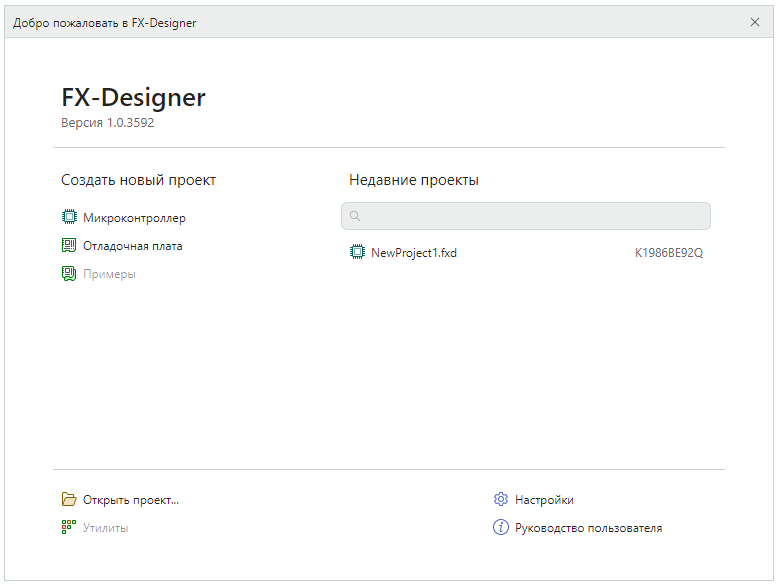 Добро пожаловать в FX-Designer
FX-Designer
Версия 1.0.3592
Создать новый проект
Микроконтроллер
Отладочная плата
Примеры
Недавние проекты
NewProject1.fxd K1986BE92Q
Открыть проект...
Утилиты
Настройки
Руководство пользователя